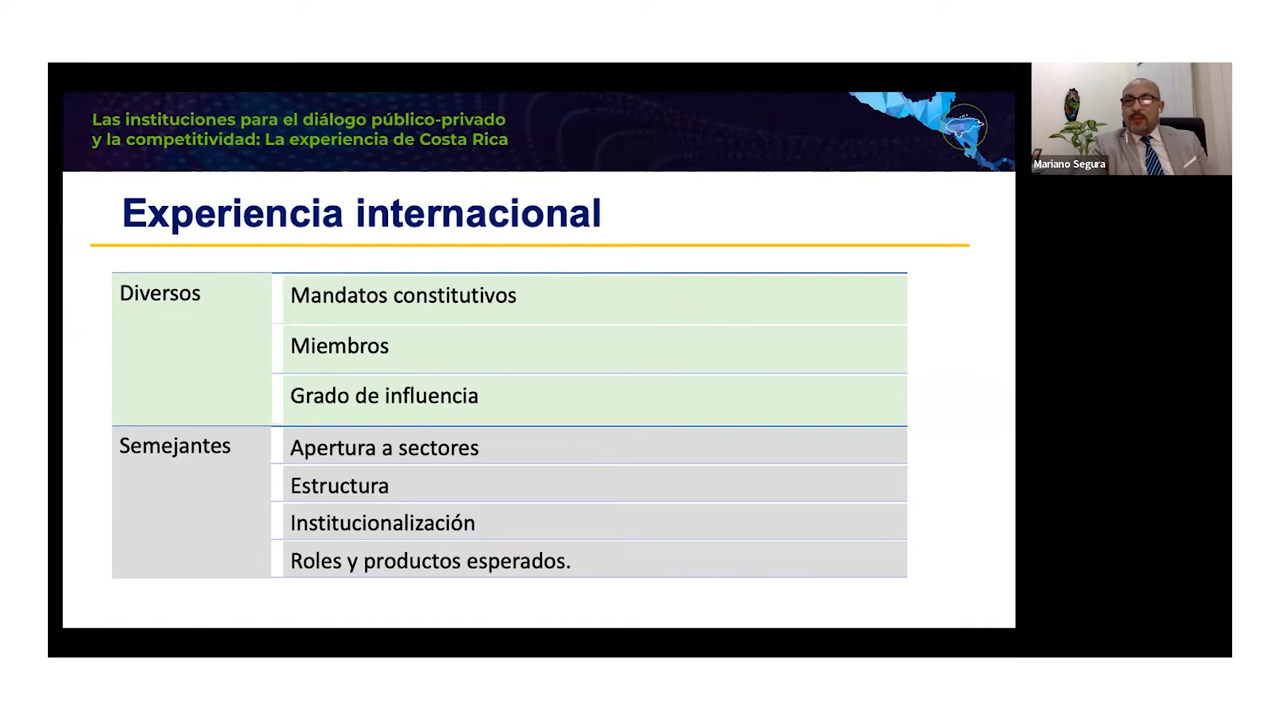 Las instituciones para el diálogo público-privado
y la competitividad: La experiencia de Costa Rica
Mariano Segura
Experiencia internacional
Diversos
Mandatos constitutivos
Miembros
Grado de influencia
Semejantes
Apertura a sectores
Estructura
Institucionalización
Roles y productos esperados.